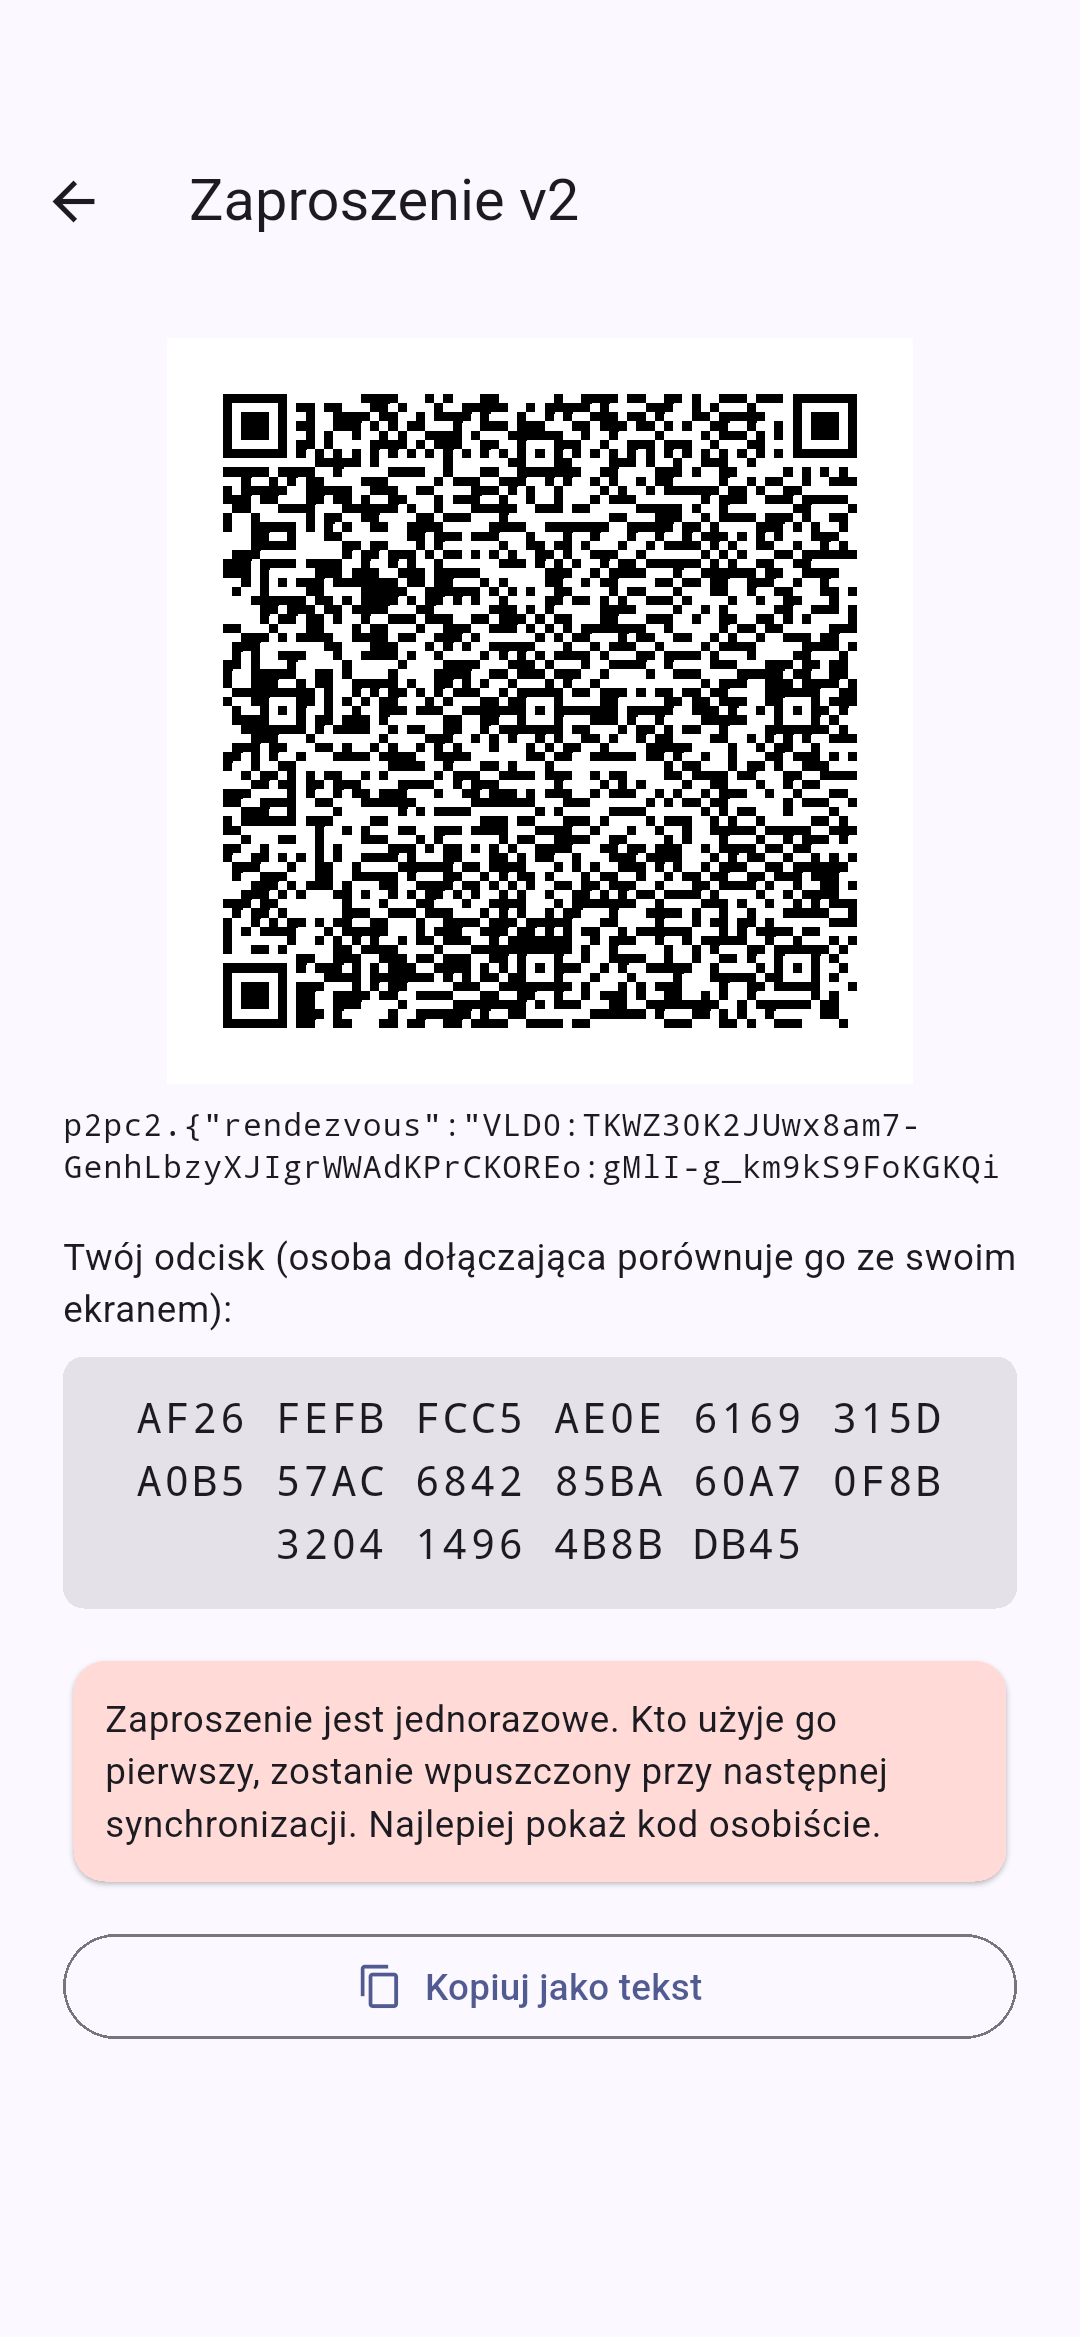 Zaproszenie v2
p2pc2.{"rendezvous":"VLD0:TKWZ30K2JUwx8am7-
GenhLbzyXJIgrWWAdKPrCKOREo:gMlI-g_km9kS9FoKGKQi
Twój odcisk (osoba dołączająca porównuje go ze swoim
ekranem):
AF26 FEFB FCC5 AE0E 6169 315D
A0B5 57AC 6842 85BA 60A7 0F8B
3204 1496 4B8B DB45
Zaproszenie jest jednorazowe. Kto użyje go
pierwszy, zostanie wpuszczony przy następnej
synchronizacji. Najlepiej pokaż kod osobiście.
Kopiuj jako tekst